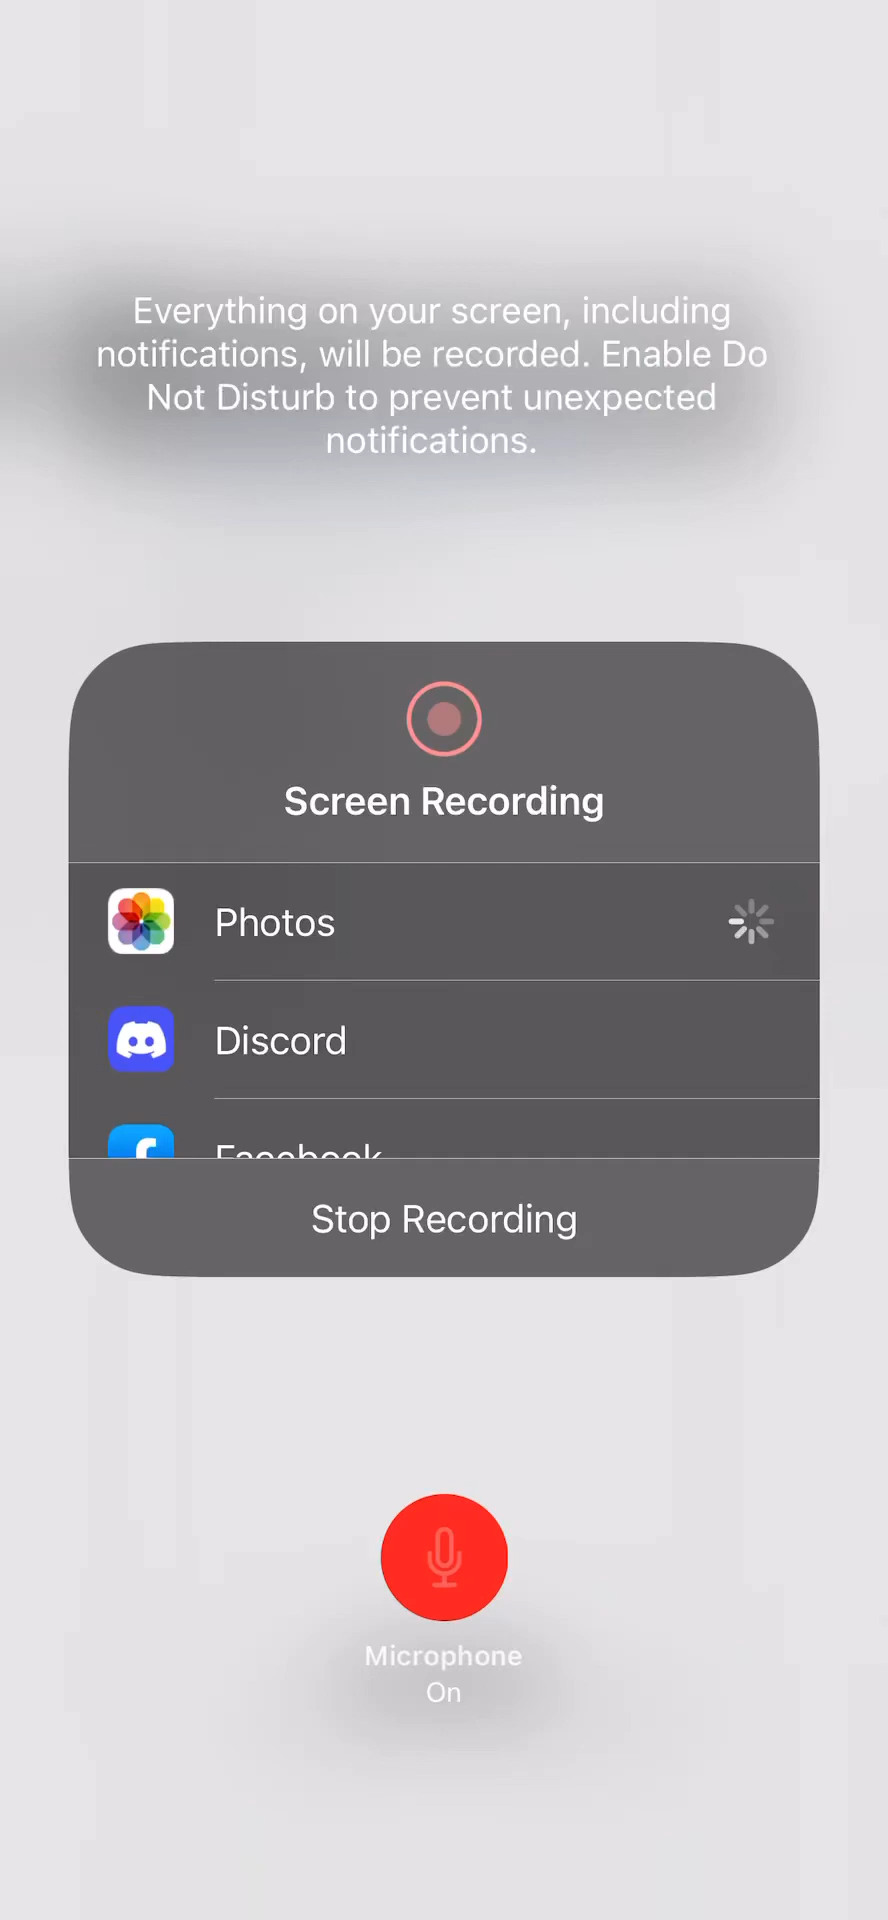 Everything on your screen, including
notifications, will be recorded. Enable Do
Not Disturb to prevent unexpected
notifications.
Screen Recording
Photos
Discord
Facebook
Stop Recording
Microphone
On